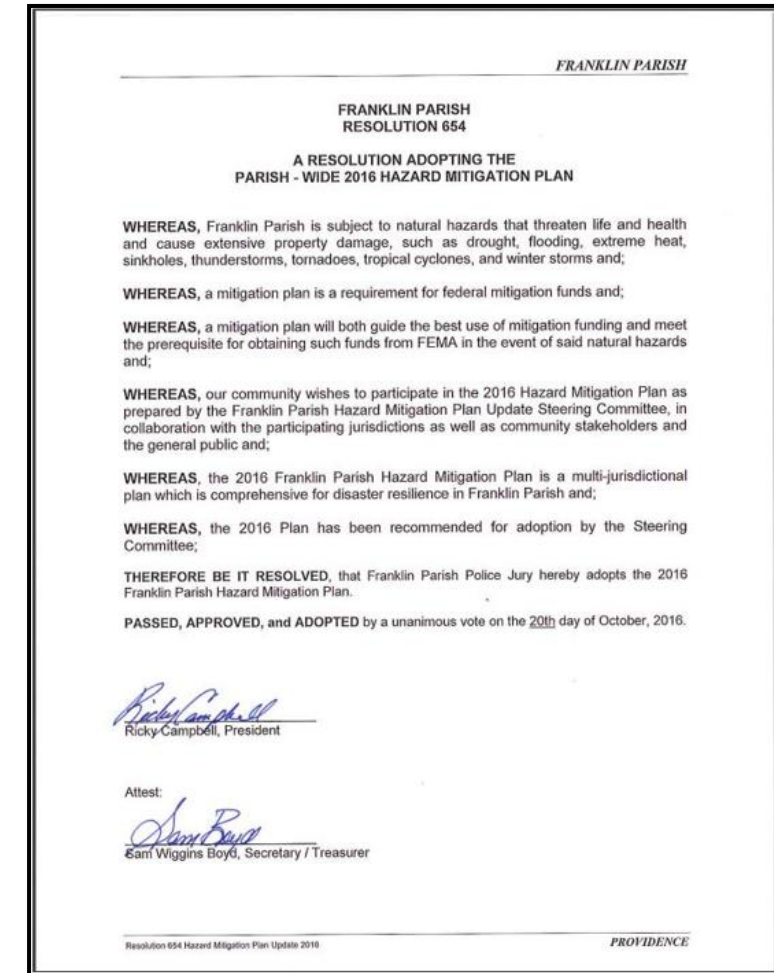 FRANKLIN PARISH
FRANKLIN PARISH
RESOLUTION 654
A RESOLUTION ADOPTING THE
PARISH - WIDE 2016 HAZARD MITIGATION PLAN
WHEREAS, Franklin Parish is subject to natural hazards that threaten life and health
and cause extensive property damage, such as drought, flooding, extreme heat,
sinkholes, thunderstorms, tornadoes, tropical cyclones, and winter storms and;
WHEREAS, a mitigation plan is a requirement for federal mitigation funds and;
WHEREAS, a mitigation plan will both guide the best use of mitigation funding and meet
the prerequisite for obtaining such funds from FEMA in the event of said natural hazards
and;
WHEREAS, our community wishes to participate in the 2016 Hazard Mitigation Plan as
prepared by the Franklin Parish Hazard Mitigation Plan Update Steering Committee, in
collaboration with the participating jurisdictions as well as community stakeholders and
the general public and;
WHEREAS, the 2016 Franklin Parish Hazard Mitigation Plan is a multi-jurisdictional
plan which is comprehensive for disaster resilience in Franklin Parish and;
WHEREAS, the 2016 Plan has been recommended for adoption by the Steering
Committee;
THEREFORE BE IT RESOLVED, that Franklin Parish Police Jury hereby adopts the 2016
Franklin Parish Hazard Mitigation Plan.
PASSED, APPROVED, and ADOPTED by a unanimous vote on the 20th day of October, 2016.
Ricky Campbell
Ricky Campbell, President
Attest:
Sam Boyd
Sam Wiggins Boyd, Secretary / Treasurer
Resolution 654 Hazard Mitigation Plan Update 2016
PROVIDENCE